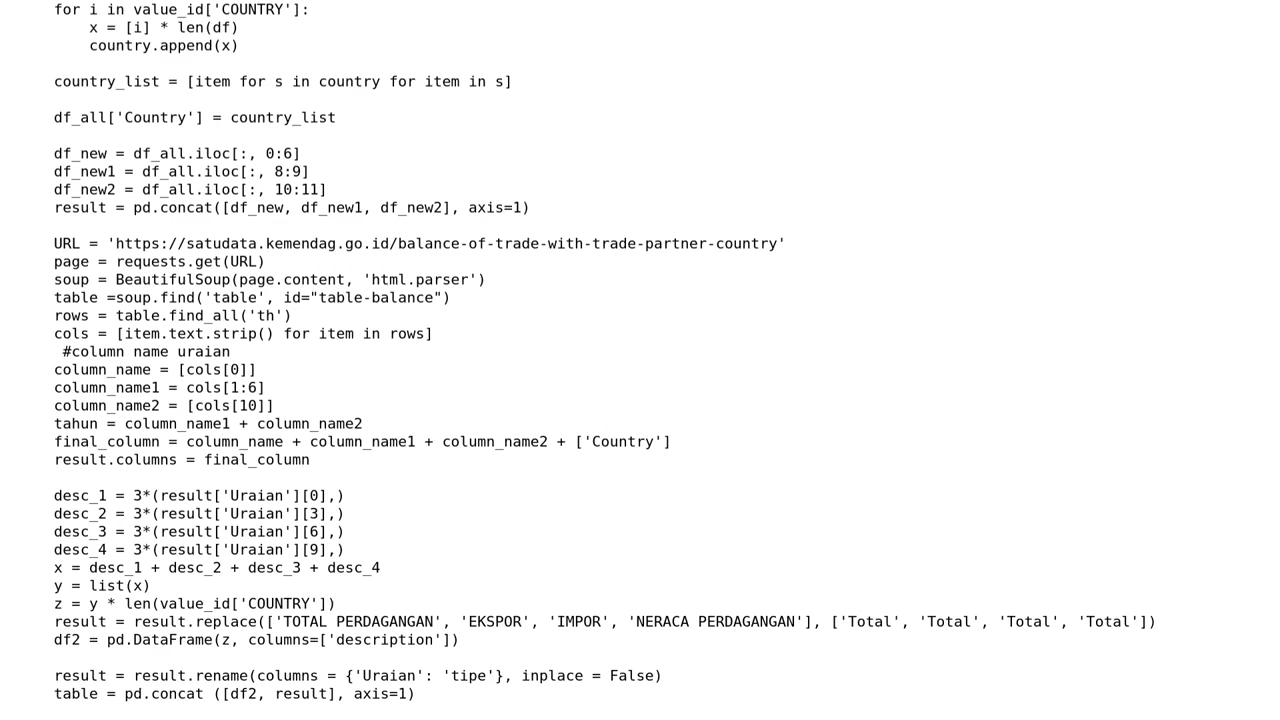 for i in value_id['COUNTRY']:
    x = [i] * len(df)
    country.append(x)

country_list = [item for s in country for item in s]

df_all['Country'] = country_list

df_new = df_all.iloc[:, 0:6]
df_new1 = df_all.iloc[:, 8:9]
df_new2 = df_all.iloc[:, 10:11]
result = pd.concat([df_new, df_new1, df_new2], axis=1)

URL = 'https://satudata.kemendag.go.id/balance-of-trade-with-trade-partner-country'
page = requests.get(URL)
soup = BeautifulSoup(page.content, 'html.parser')
table =soup.find('table', id="table-balance")
rows = table.find_all('th')
cols = [item.text.strip() for item in rows]
 #column name uraian
column_name = [cols[0]]
column_name1 = cols[1:6]
column_name2 = [cols[10]]
tahun = column_name1 + column_name2
final_column = column_name + column_name1 + column_name2 + ['Country']
result.columns = final_column

desc_1 = 3*(result['Uraian'][0],)
desc_2 = 3*(result['Uraian'][3],)
desc_3 = 3*(result['Uraian'][6],)
desc_4 = 3*(result['Uraian'][9],)
x = desc_1 + desc_2 + desc_3 + desc_4
y = list(x)
z = y * len(value_id['COUNTRY'])
result = result.replace(['TOTAL PERDAGANGAN', 'EKSPOR', 'IMPOR', 'NERACA PERDAGANGAN'], ['Total', 'Total', 'Total', 'Total'])
df2 = pd.DataFrame(z, columns=['description'])

result = result.rename(columns = {'Uraian': 'tipe'}, inplace = False)
table = pd.concat ([df2, result], axis=1)